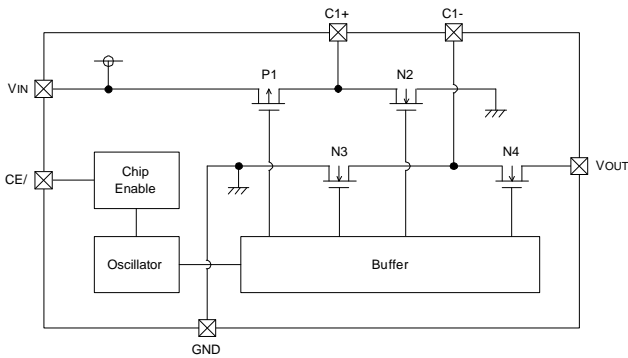 C1+ C1-
P1 N2
VIN
N3 N4
VOUT
CE/
Chip
Enable
Oscillator
Buffer
GND